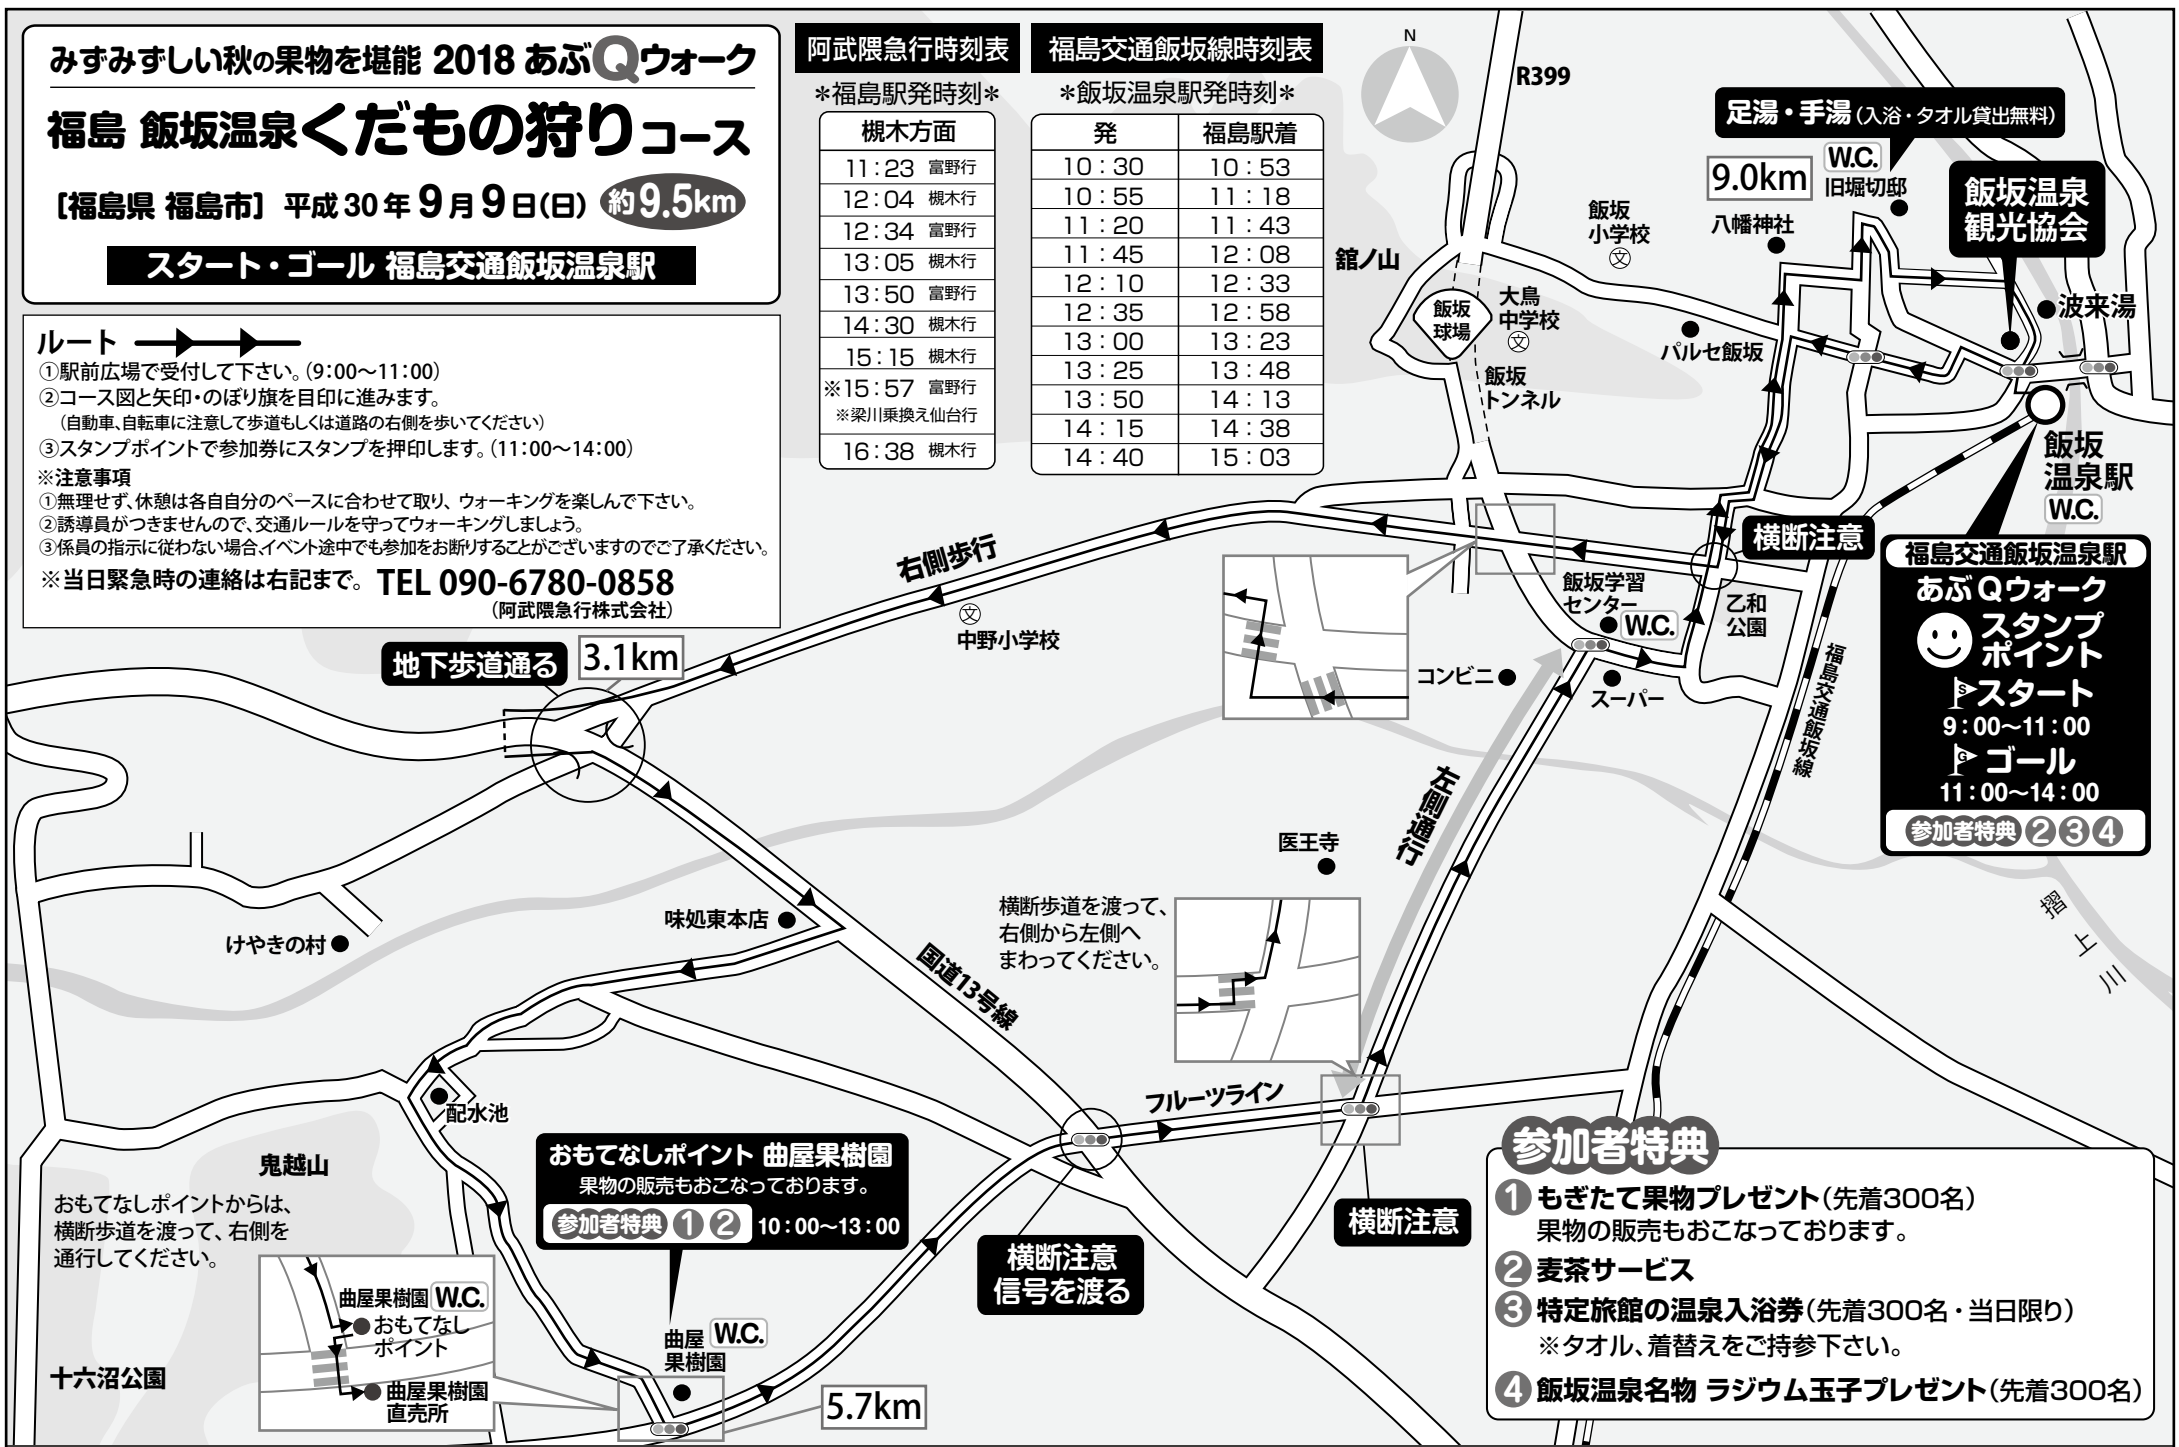 みずみずしい秋の果物を堪能 2018 あぶQウォーク
福島 飯坂温泉くだもの狩りコース
［福島県 福島市］ 平成30年9月9日(日) 約9.5km
スタート・ゴール 福島交通飯坂温泉駅
ルート
①駅前広場で受付して下さい。（9:00〜11:00）
②コース図と矢印・のぼり旗を目印に進みます。
（自動車、自転車に注意して歩道もしくは道路の右側を歩いてください）
③スタンプポイントで参加券にスタンプを押印します。（11:00〜14:00）
※注意事項
①無理せず、休憩は各自自分のペースに合わせて取り、ウォーキングを楽しんで下さい。
②誘導員がつきませんので、交通ルールを守ってウォーキングしましょう。
③係員の指示に従わない場合、イベント途中でも参加をお断りすることがございますのでご了承ください。
※当日緊急時の連絡は右記まで。 TEL 090-6780-0858
（阿武隈急行株式会社）
阿武隈急行時刻表
＊福島駅発時刻＊
槻木方面
11：23 富野行
12：04 槻木行
12：34 富野行
13：05 槻木行
13：50 富野行
14：30 槻木行
15：15 槻木行
※15：57 富野行
※梁川乗換え仙台行
16：38 槻木行
福島交通飯坂線時刻表
＊飯坂温泉駅発時刻＊
発 福島駅着
10：30 10：53
10：55 11：18
11：20 11：43
11：45 12：08
12：10 12：33
12：35 12：58
13：00 13：23
13：25 13：48
13：50 14：13
14：15 14：38
14：40 15：03
N
R399
足湯・手湯（入浴・タオル貸出無料）
9.0km
W.C.
旧堀切邸
八幡神社
飯坂温泉
観光協会
飯坂
小学校
文
舘ノ山
飯坂
球場
大鳥
中学校
文
パルセ飯坂
波来湯
飯坂
トンネル
飯坂
温泉駅
W.C.
横断注意
福島交通飯坂温泉駅
あぶQウォーク
スタンプ
ポイント
S
スタート
9：00〜11：00
G
ゴール
11：00〜14：00
参加者特典 ② ③ ④
右側歩行
文
中野小学校
飯坂学習
センター
W.C.
乙和
公園
コンビニ
スーパー
福島交通飯坂線
地下歩道通る
3.1km
左側通行
医王寺
横断歩道を渡って、
右側から左側へ
まわってください。
摺上川
味処東本店
けやきの村
国道13号線
フルーツライン
配水池
鬼越山
おもてなしポイントからは、
横断歩道を渡って、右側を
通行してください。
曲屋果樹園 W.C.
おもてなし
ポイント
曲屋果樹園
直売所
十六沼公園
おもてなしポイント 曲屋果樹園
果物の販売もおこなっております。
参加者特典 ① ② 10：00〜13：00
曲屋
果樹園
W.C.
5.7km
横断注意
信号を渡る
横断注意
参加者特典
① もぎたて果物プレゼント（先着300名）
果物の販売もおこなっております。
② 麦茶サービス
③ 特定旅館の温泉入浴券（先着300名・当日限り）
※タオル、着替えをご持参下さい。
④ 飯坂温泉名物 ラジウム玉子プレゼント（先着300名）